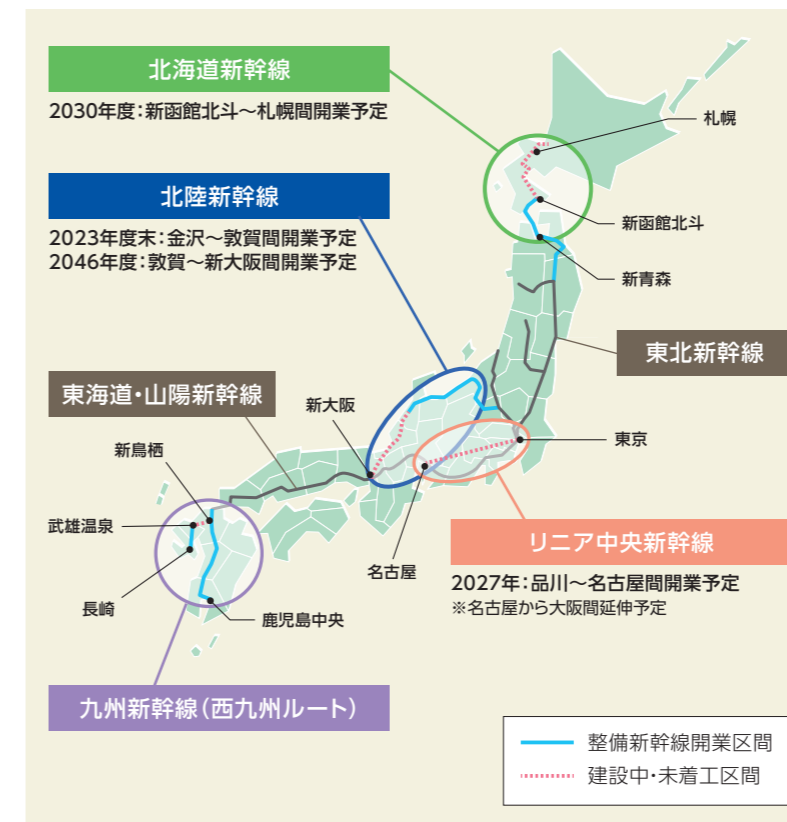 北海道新幹線
2030年度：新函館北斗～札幌間開業予定
札幌
北陸新幹線
2023年度末：金沢～敦賀間開業予定
2046年度：敦賀～新大阪間開業予定
新函館北斗
新青森
東北新幹線
東海道・山陽新幹線
新大阪
東京
新鳥栖
武雄温泉
リニア中央新幹線
2027年：品川～名古屋間開業予定
※名古屋から大阪間延伸予定
名古屋
長崎
鹿児島中央
九州新幹線（西九州ルート）
整備新幹線開業区間
建設中・未着工区間